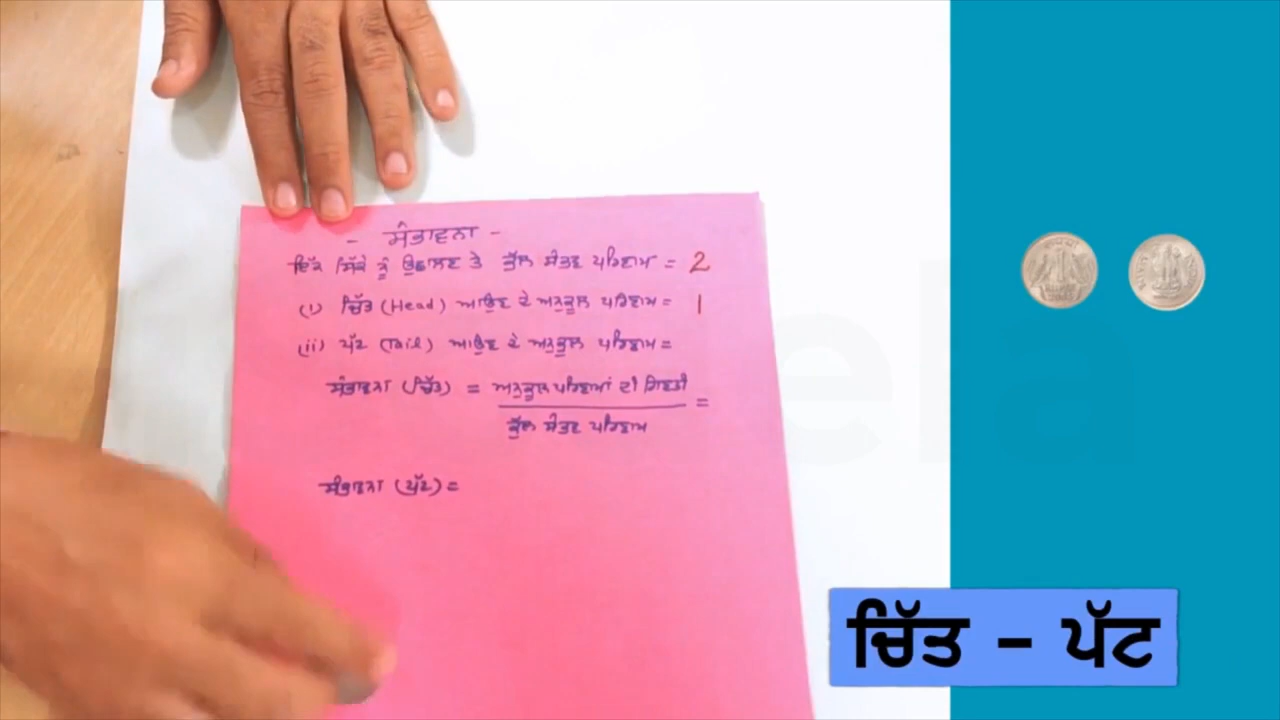 - ਸੰਭਾਵਨਾ -
ਇੱਕ ਸਿੱਕੇ ਨੂੰ ਉਛਾਲਣ ਤੇ ਕੁੱਲ ਸੰਭਵ ਪਰਿਣਾਮ = 2
(i) ਚਿੱਤ (Head) ਆਉਣ ਦੇ ਅਨੁਕੂਲ ਪਰਿਣਾਮ = 1
(ii) ਪੱਟ (Tail) ਆਉਣ ਦੇ ਅਨੁਕੂਲ ਪਰਿਣਾਮ =
ਸੰਭਾਵਨਾ (ਚਿੱਤ) = ਅਨੁਕੂਲ ਪਰਿਣਾਮਾਂ ਦੀ ਗਿਣਤੀ =
ਕੁੱਲ ਸੰਭਵ ਪਰਿਣਾਮ
ਸੰਭਾਵਨਾ (ਪੱਟ) =
ਚਿੱਤ - ਪੱਟ